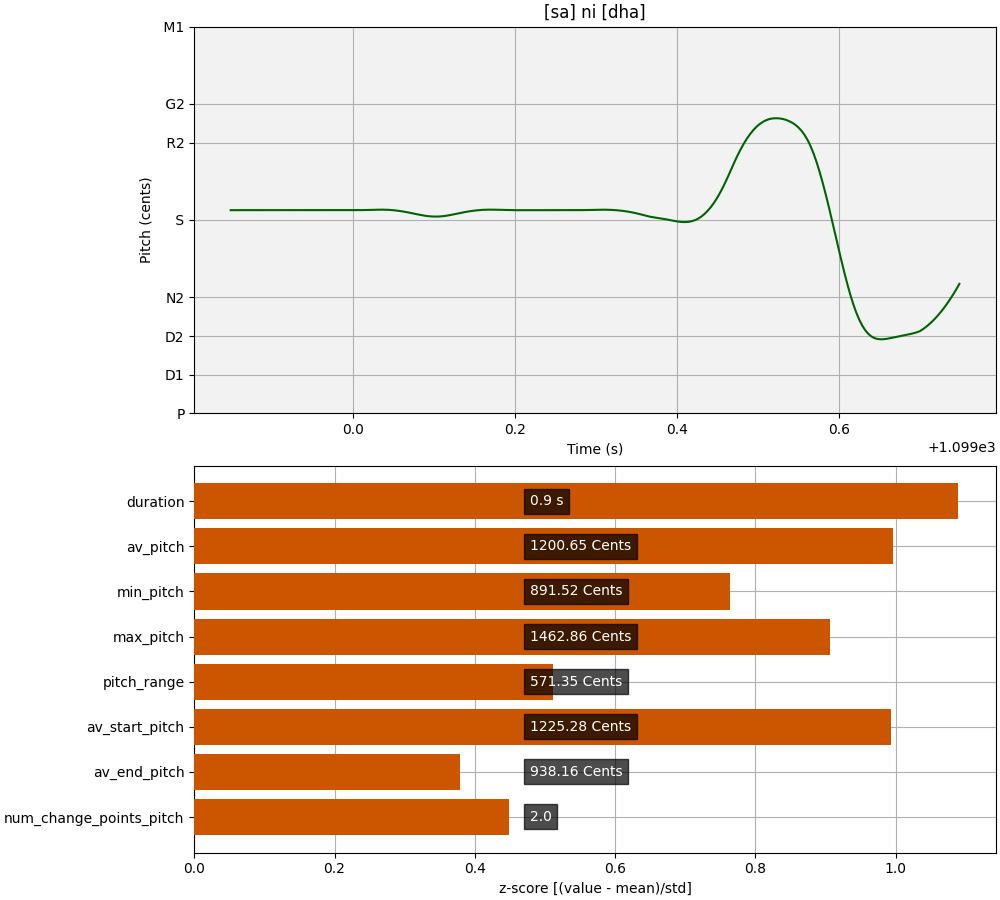 [sa] ni [dha]
M1
G2
R2
S
N2
D2
D1
P
Pitch (cents)
0.0 0.2 0.4 0.6
Time (s)
+1.099e3
duration 0.9 s
av_pitch 1200.65 Cents
min_pitch 891.52 Cents
max_pitch 1462.86 Cents
pitch_range 571.35 Cents
av_start_pitch 1225.28 Cents
av_end_pitch 938.16 Cents
num_change_points_pitch 2.0
0.0 0.2 0.4 0.6 0.8 1.0
z-score [(value - mean)/std]